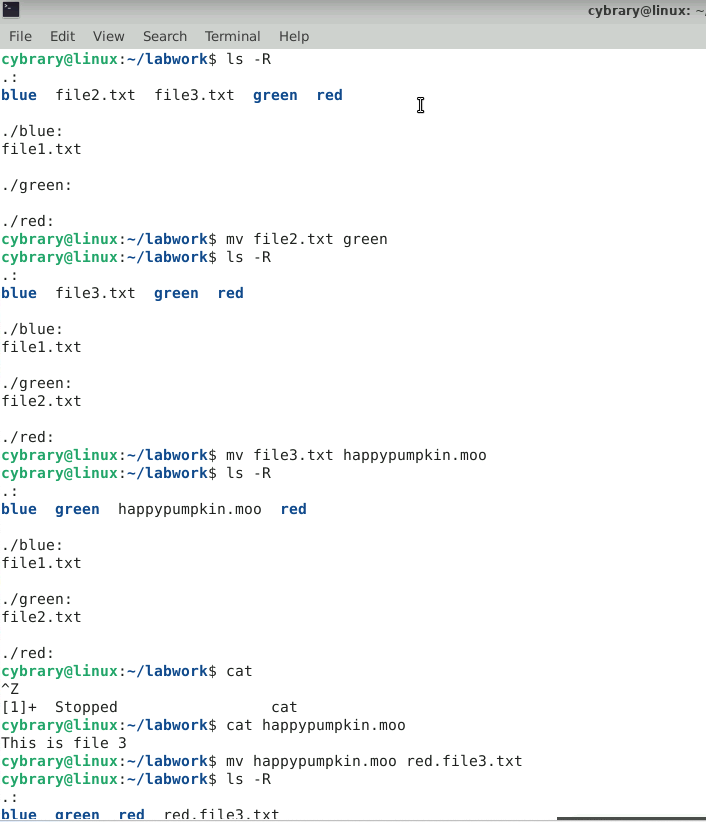 cybrary@linux: ~/
File Edit View Search Terminal Help
cybrary@linux:~/labwork$ ls -R
.:
blue  file2.txt  file3.txt  green  red

./blue:
file1.txt

./green:

./red:
cybrary@linux:~/labwork$ mv file2.txt green
cybrary@linux:~/labwork$ ls -R
.:
blue  file3.txt  green  red

./blue:
file1.txt

./green:
file2.txt

./red:
cybrary@linux:~/labwork$ mv file3.txt happypumpkin.moo
cybrary@linux:~/labwork$ ls -R
.:
blue  green  happypumpkin.moo  red

./blue:
file1.txt

./green:
file2.txt

./red:
cybrary@linux:~/labwork$ cat
^Z
[1]+  Stopped                 cat
cybrary@linux:~/labwork$ cat happypumpkin.moo
This is file 3
cybrary@linux:~/labwork$ mv happypumpkin.moo red.file3.txt
cybrary@linux:~/labwork$ ls -R
.:
blue  green  red  red.file3.txt